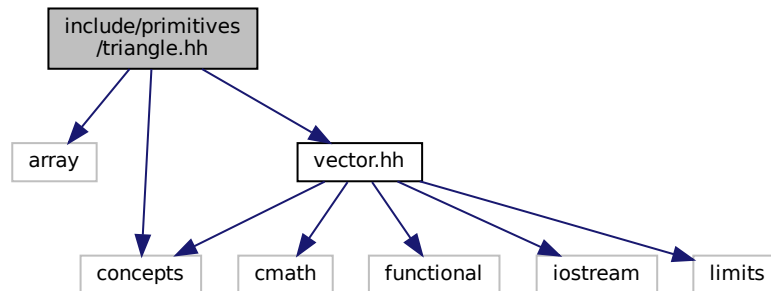 include/primitives
/triangle.hh
array
vector.hh
concepts
cmath
functional
iostream
limits